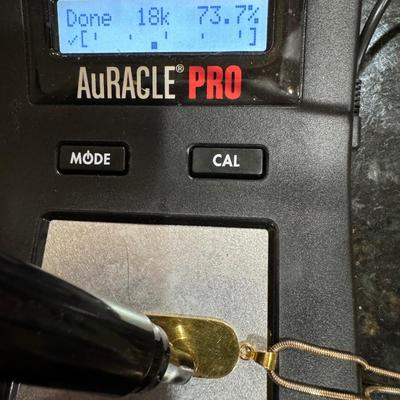 Done 18k 73.7%
✓[ ' ' . ' ' ]
AuRACLE® PRO
MODE CAL